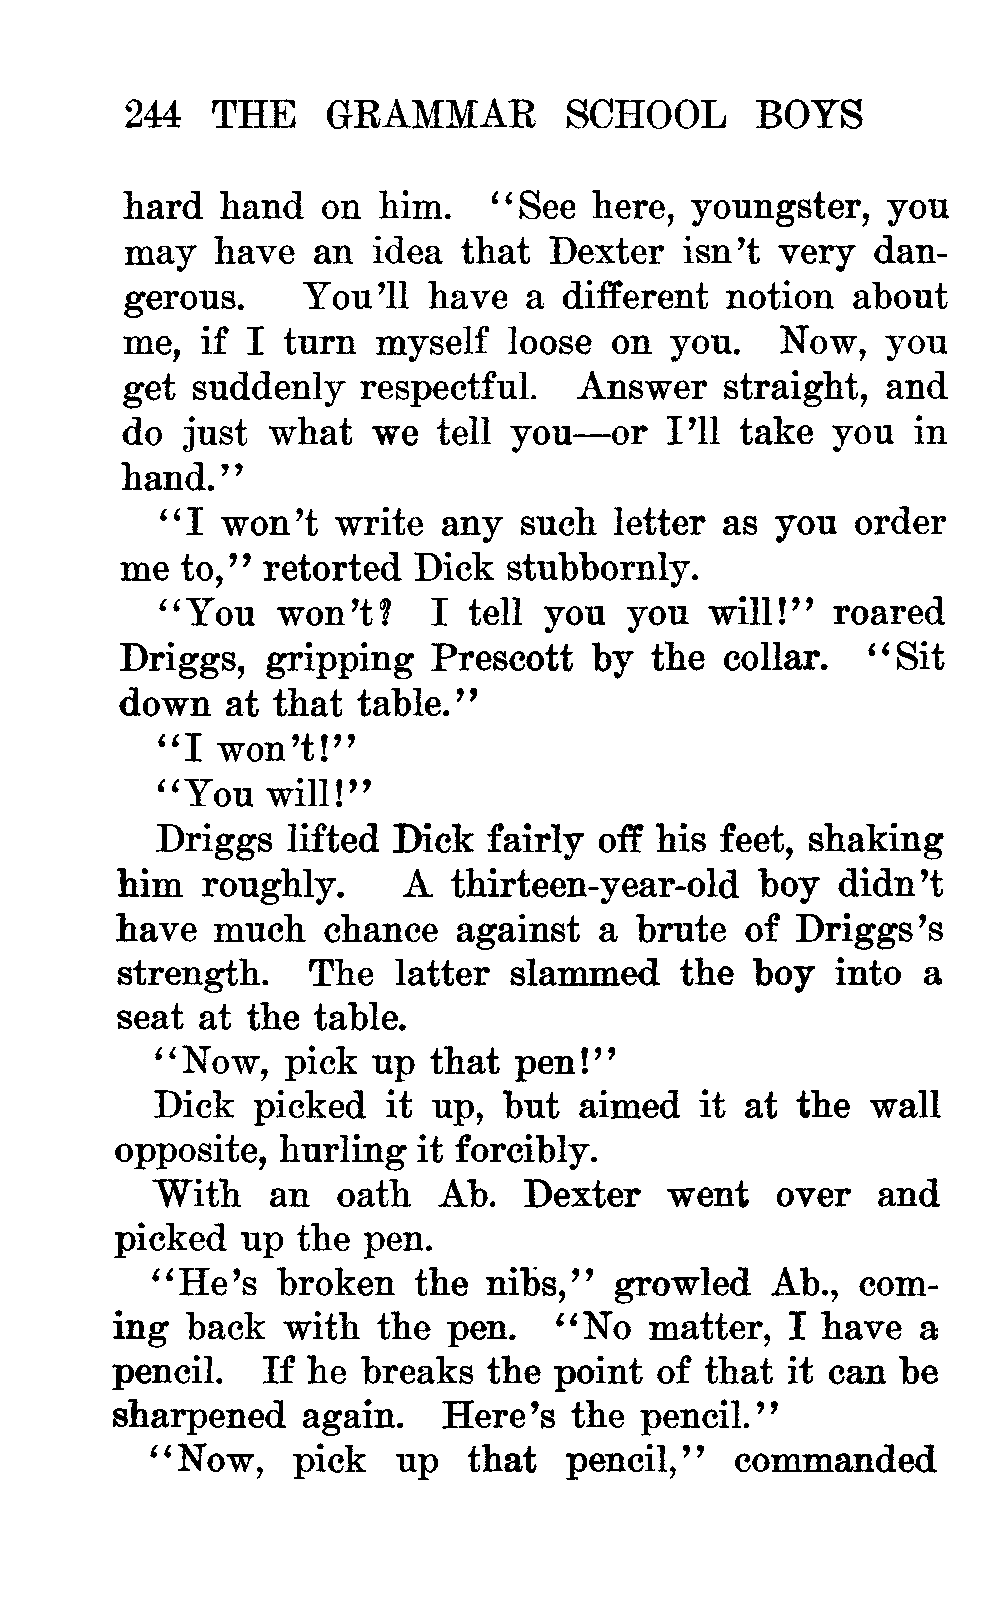 244 THE GRAMMAR SCHOOL BOYS
hard hand on him. "See here, youngster, you
may have an idea that Dexter isn't very dan-
gerous. You'll have a different notion about
me, if I turn myself loose on you. Now, you
get suddenly respectful. Answer straight, and
do just what we tell you—or I'll take you in
hand."
"I won't write any such letter as you order
me to," retorted Dick stubbornly.
"You won't? I tell you you will!" roared
Driggs, gripping Prescott by the collar. "Sit
down at that table."
"I won't!"
"You will!"
Driggs lifted Dick fairly off his feet, shaking
him roughly. A thirteen-year-old boy didn't
have much chance against a brute of Driggs's
strength. The latter slammed the boy into a
seat at the table.
"Now, pick up that pen!"
Dick picked it up, but aimed it at the wall
opposite, hurling it forcibly.
With an oath Ab. Dexter went over and
picked up the pen.
"He's broken the nibs," growled Ab., com-
ing back with the pen. "No matter, I have a
pencil. If he breaks the point of that it can be
sharpened again. Here's the pencil."
"Now, pick up that pencil," commanded